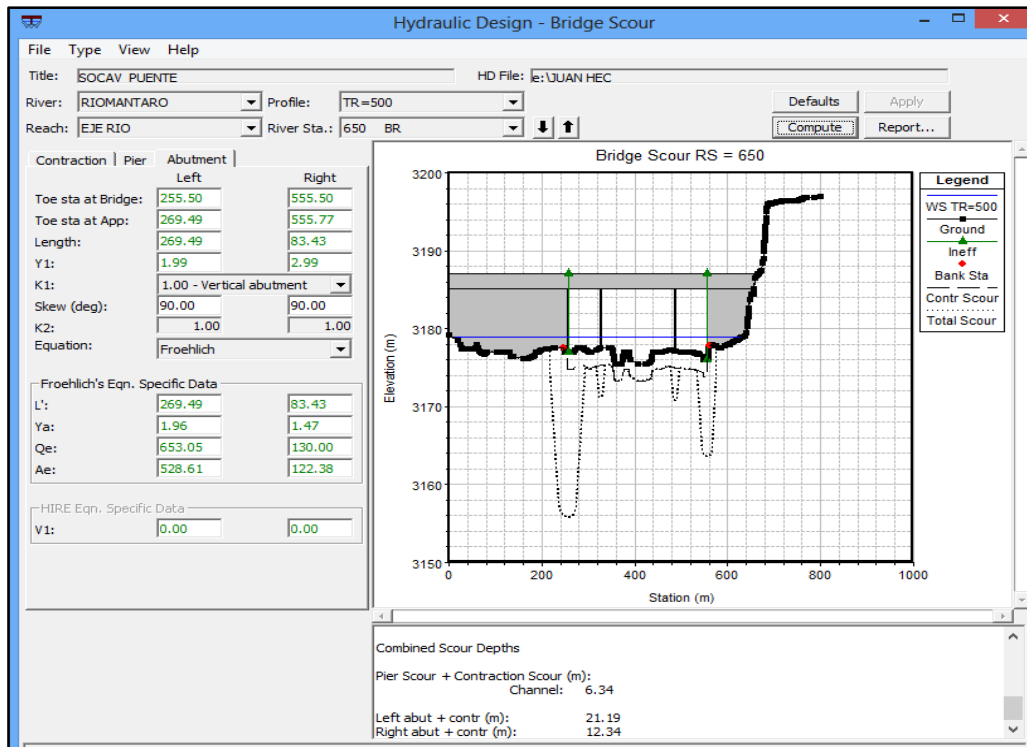 Hydraulic Design - Bridge Scour
File Type View Help
Title: SOCAV PUENTE HD File: e:\JUAN HEC
River: RIOMANTARO Profile: TR=500 Defaults Apply
Reach: EJE RIO River Sta.: 650 BR Compute Report...
Contraction Pier Abutment
Left Right
Toe sta at Bridge: 255.50 555.50
Toe sta at App: 269.49 555.77
Length: 269.49 83.43
Y1: 1.99 2.99
K1: 1.00 - Vertical abutment
Skew (deg): 90.00 90.00
K2: 1.00 1.00
Equation: Froehlich
Froehlich's Eqn. Specific Data
L': 269.49 83.43
Ya: 1.96 1.47
Qe: 653.05 130.00
Ae: 528.61 122.38
HIRE Eqn. Specific Data
V1: 0.00 0.00
Bridge Scour RS = 650
3200
3190
3180
3170
3160
3150
Elevation (m)
0 200 400 600 800 1000
Station (m)
Legend
WS TR=500
Ground
Ineff
Bank Sta
Contr Scour
Total Scour
Combined Scour Depths
Pier Scour + Contraction Scour (m):
Channel: 6.34
Left abut + contr (m): 21.19
Right abut + contr (m): 12.34